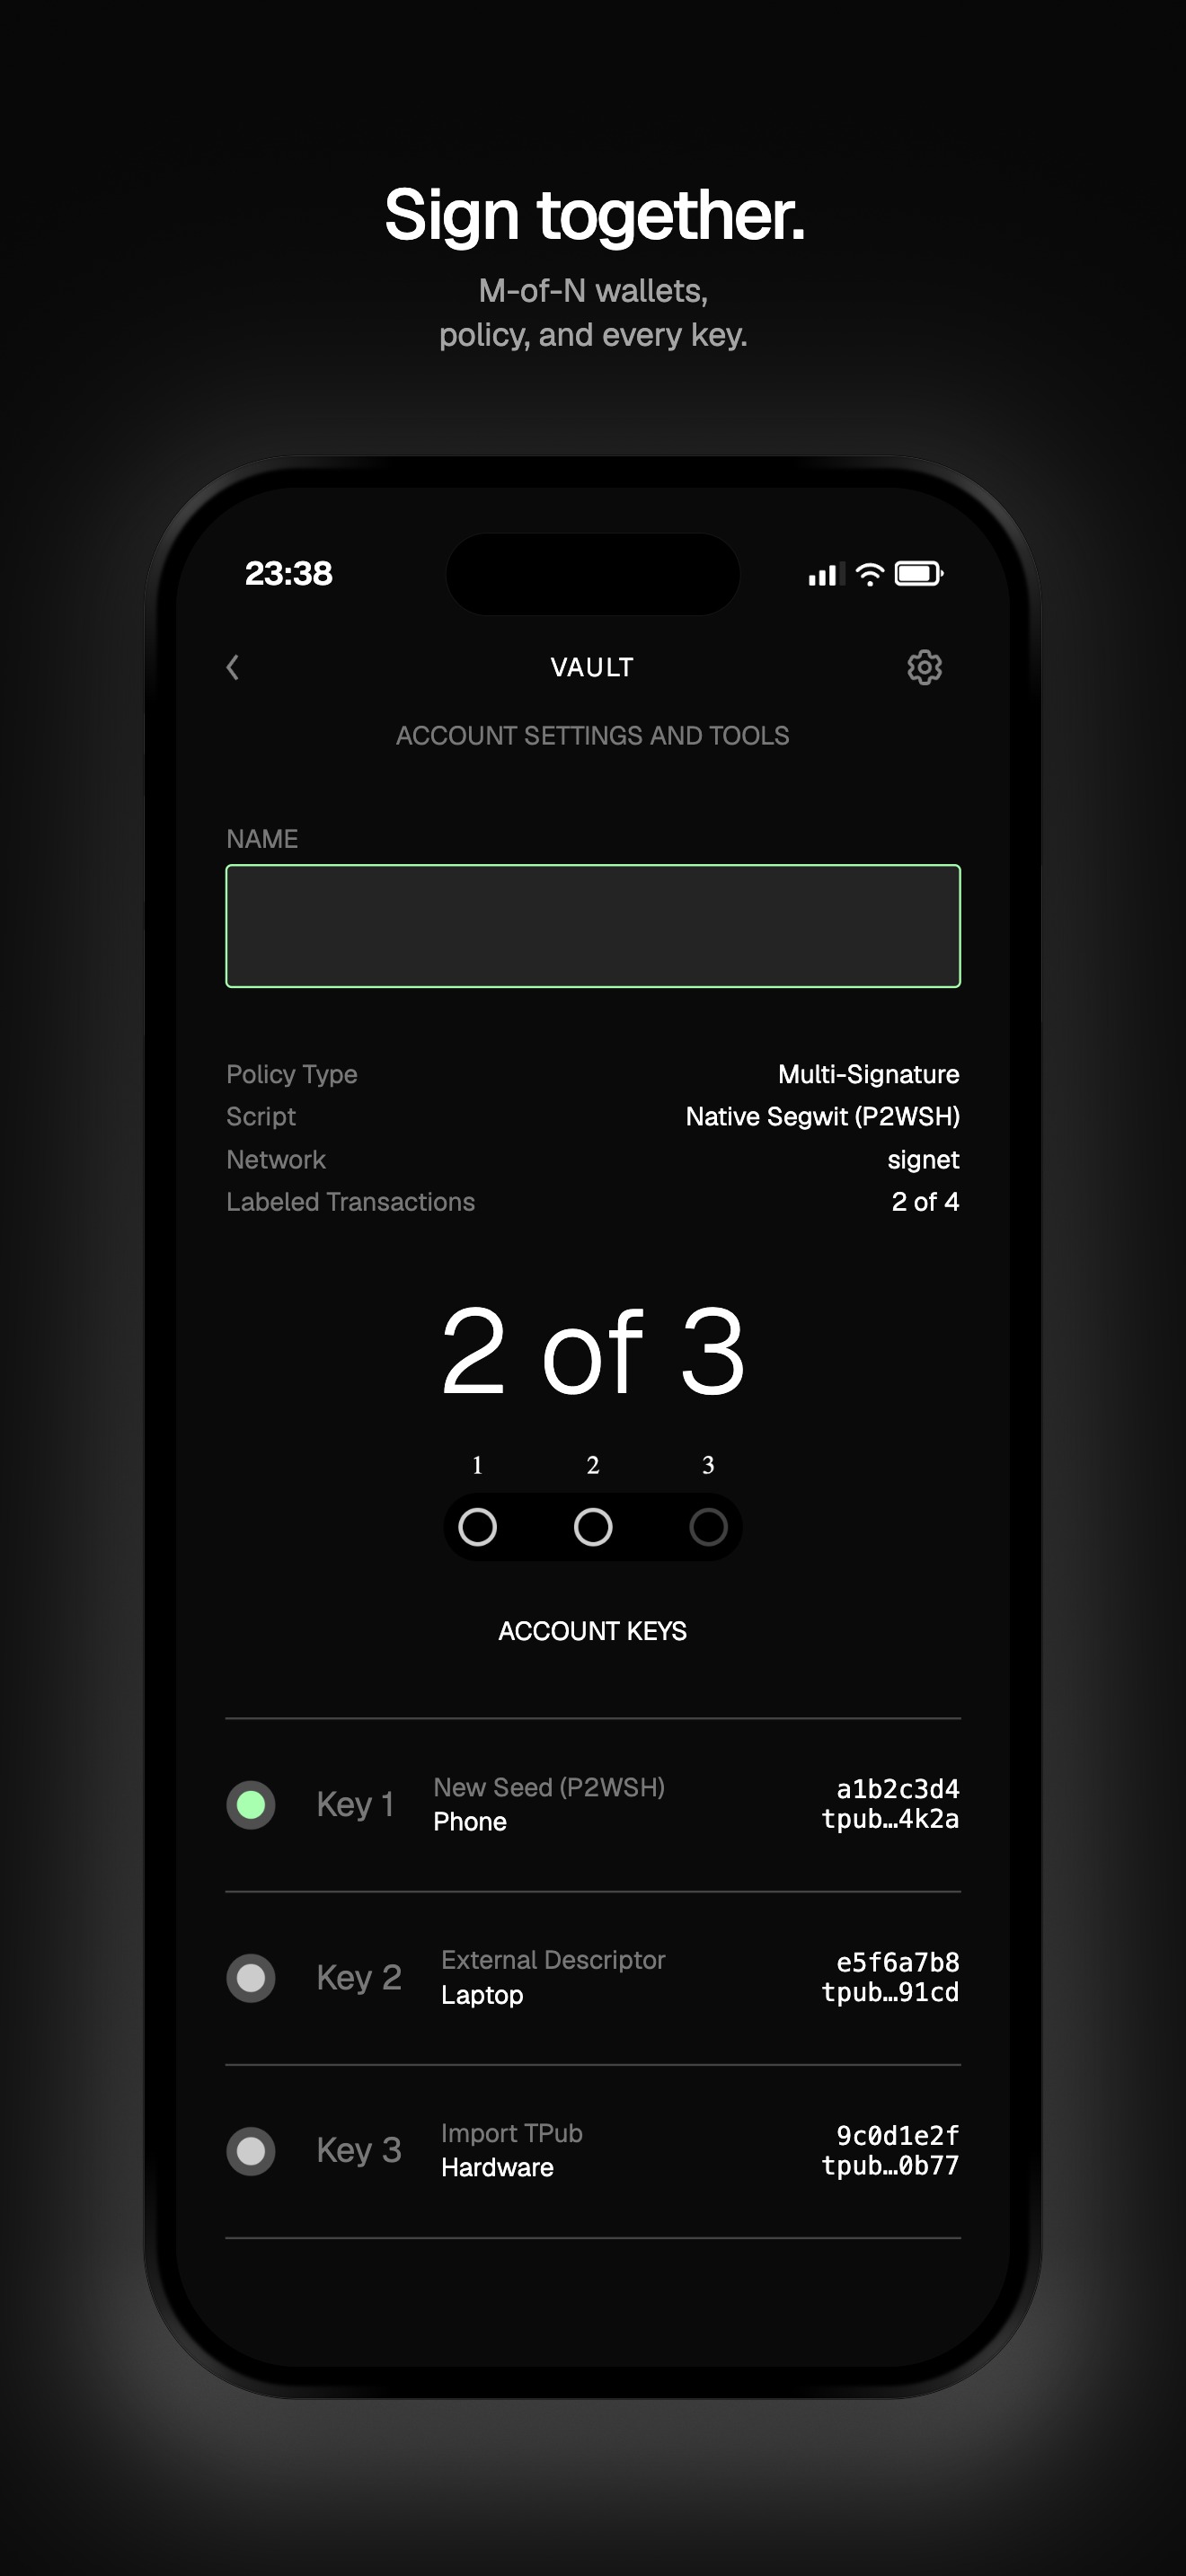 Sign together.
M-of-N wallets,
policy, and every key.
23:38
VAULT
ACCOUNT SETTINGS AND TOOLS
NAME
Policy Type Multi-Signature
Script Native Segwit (P2WSH)
Network signet
Labeled Transactions 2 of 4
2 of 3
1 2 3
ACCOUNT KEYS
Key 1 New Seed (P2WSH) a1b2c3d4
Phone tpub…4k2a
Key 2 External Descriptor e5f6a7b8
Laptop tpub…91cd
Key 3 Import TPub 9c0d1e2f
Hardware tpub…0b77